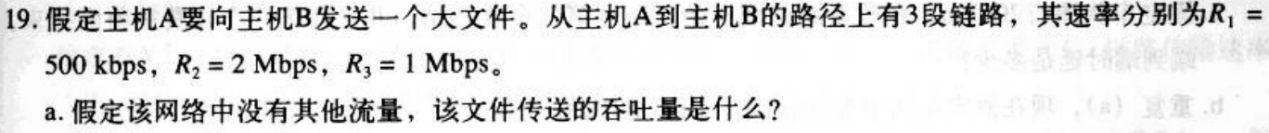 19. 假定主机A要向主机B发送一个大文件。从主机A到主机B的路径上有3段链路，其速率分别为R₁ =
500 kbps，R₂ = 2 Mbps，R₃ = 1 Mbps。
a. 假定该网络中没有其他流量，该文件传送的吞吐量是什么?